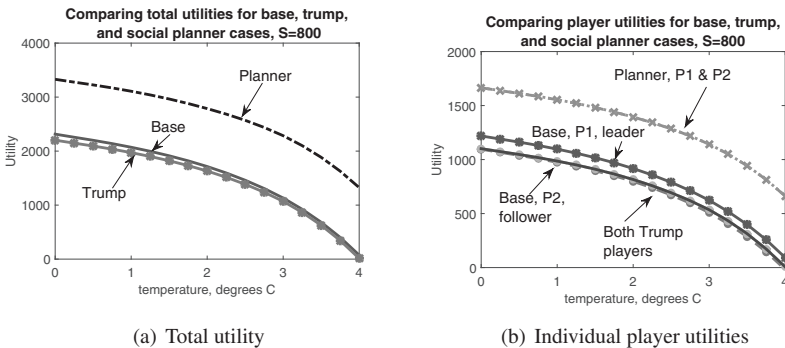 Comparing total utilities for base, trump,
and social planner cases, S=800
4000
3000
2000
1000
0
Utility
Planner
Base
Trump
0 1 2 3 4
temperature, degrees C
(a) Total utility
Comparing player utilities for base, trump,
and social planner cases, S=800
2000
1500
1000
500
0
Utility
Planner, P1 & P2
Base, P1, leader
Base, P2,
follower
Both Trump
players
0 1 2 3 4
temperature, degrees C
(b) Individual player utilities